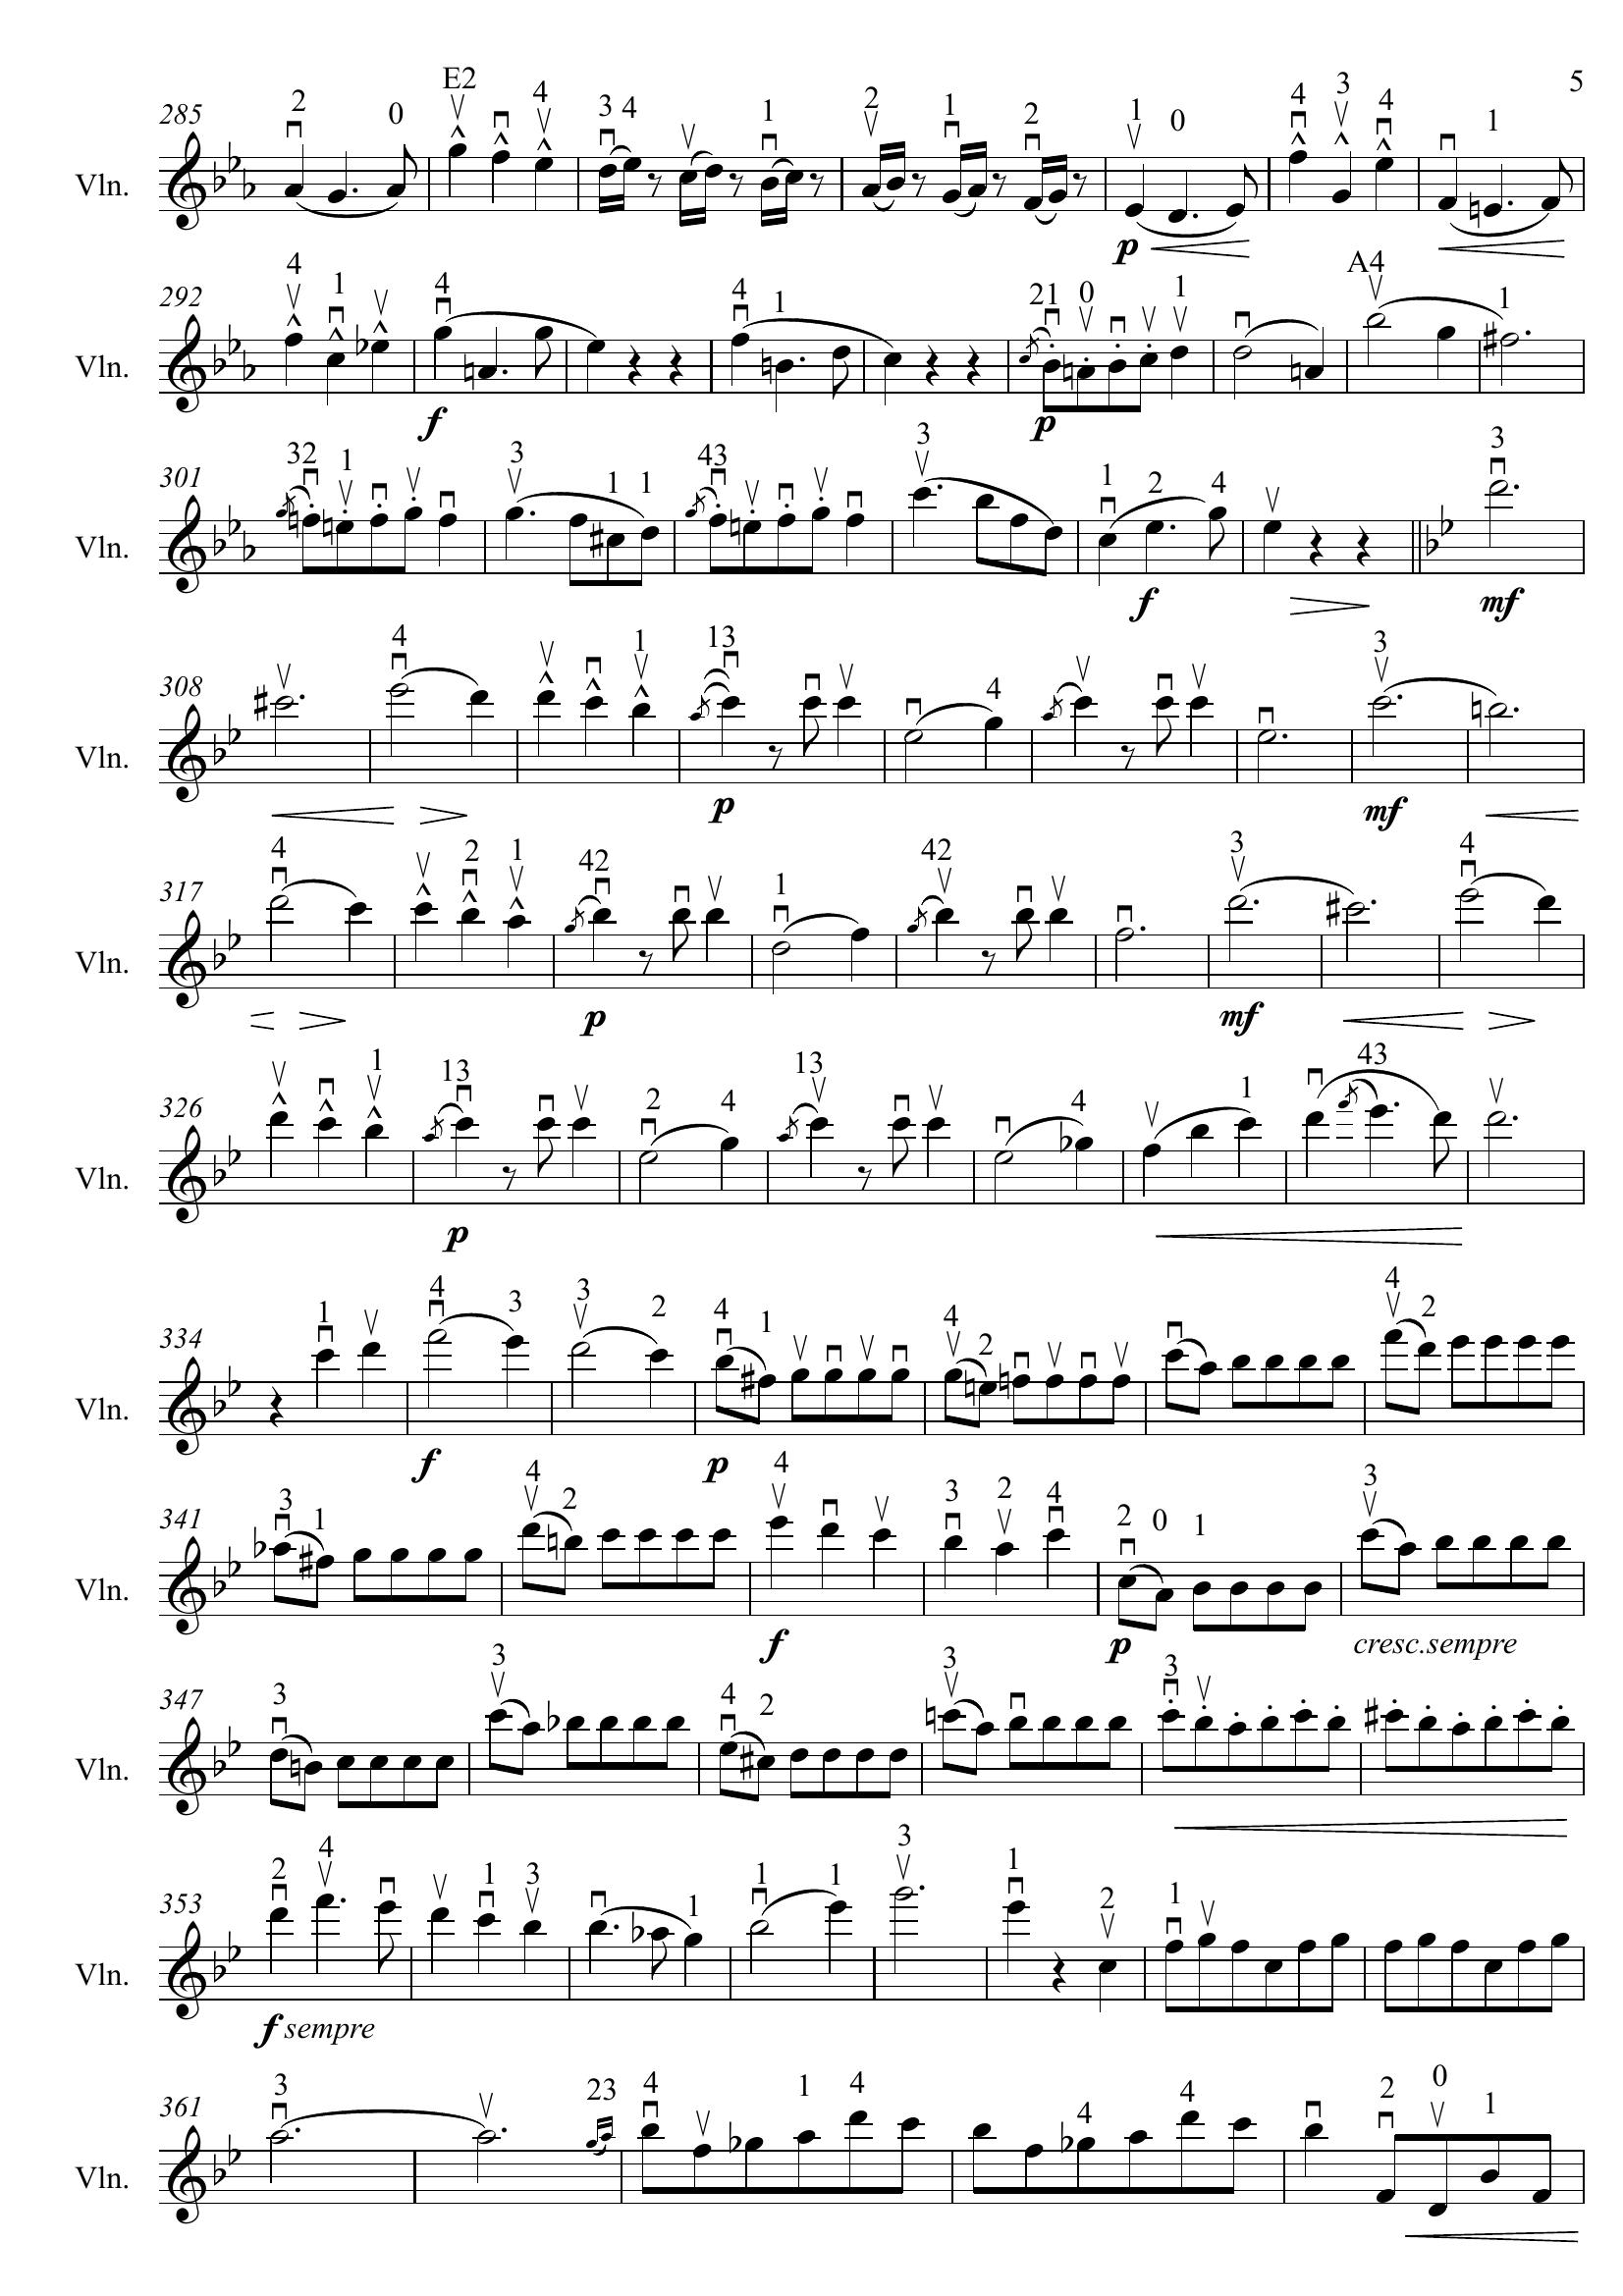 5
E2
2 0 4 3 4 1 2 1 2 1 0 4 3 4 1
285
Vln.
p
A4
4 1 4 4 1 21 0 1 1
292
Vln.
f p
32 1 3 1 1 43 3 1 2 4 3
301
Vln.
f mf
4 1 13 4 3
308
Vln.
p mf
4 2 1 42 1 42 3 4
317
Vln.
p mf
1 13 2 4 13 4 1 43
326
Vln.
p
1 4 3 3 2 4 1 4 2 4 2
334
Vln.
f p
3 1 4 2 4 3 2 4 2 0 1 3
341
Vln.
f p cresc.sempre
3 3 4 2 3 3
347
Vln.
2 4 1 3 1 1 1 3 1 2 1
353
Vln.
f sempre
3 23 4 1 4 4 4 2 0 1
361
Vln.